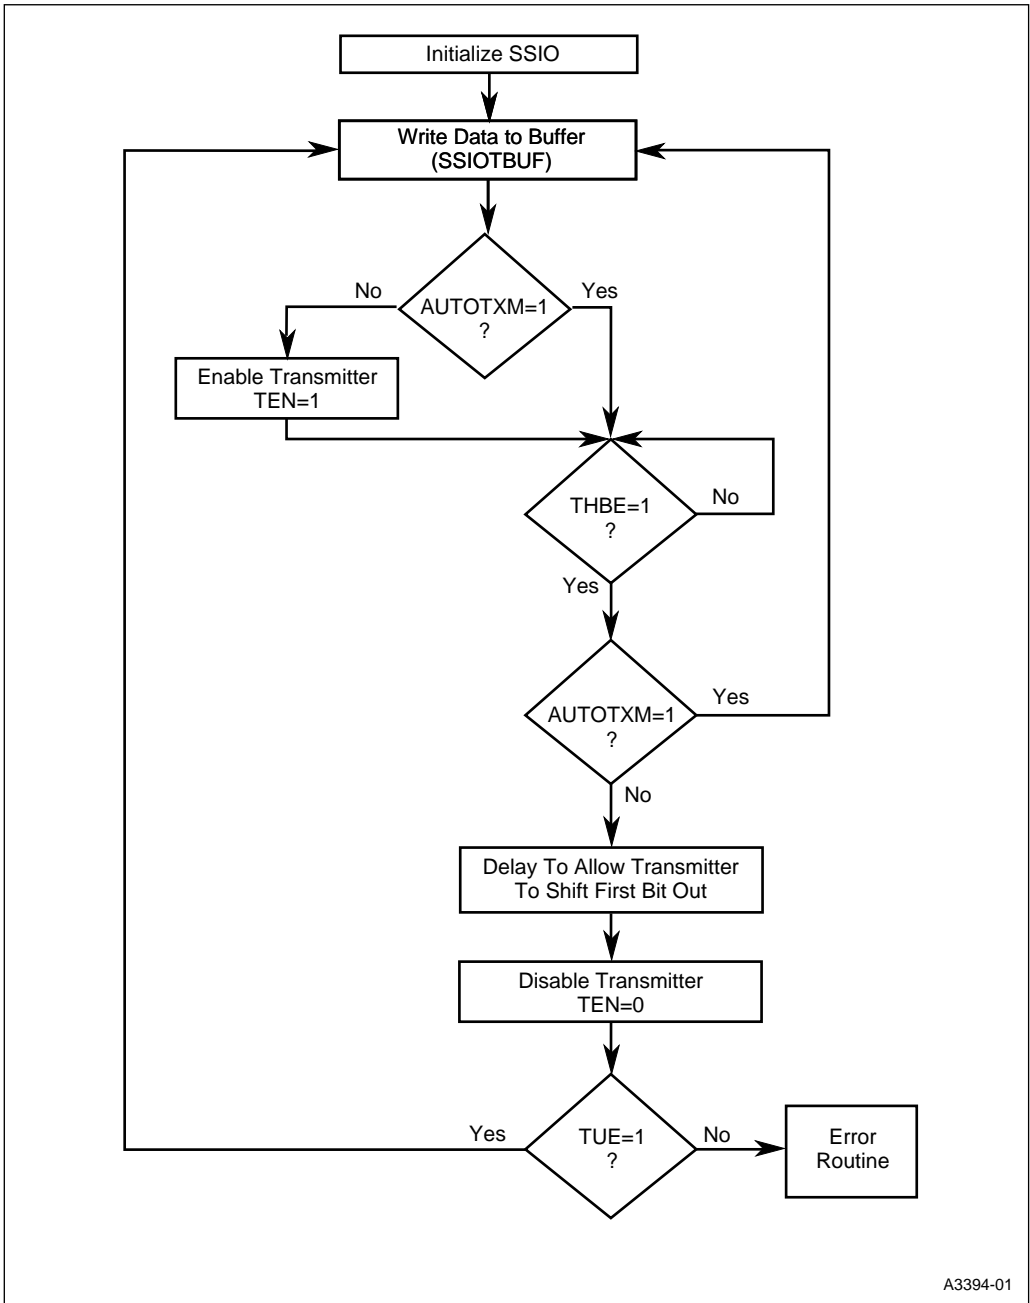 Initialize SSIO
Write Data to Buffer
(SSIOTBUF)
No
Yes
AUTOTXM=1
?
Enable Transmitter
TEN=1
THBE=1
?
No
Yes
AUTOTXM=1
?
Yes
No
Delay To Allow Transmitter
To Shift First Bit Out
Disable Transmitter
TEN=0
Yes
TUE=1
?
No
Error
Routine
A3394-01